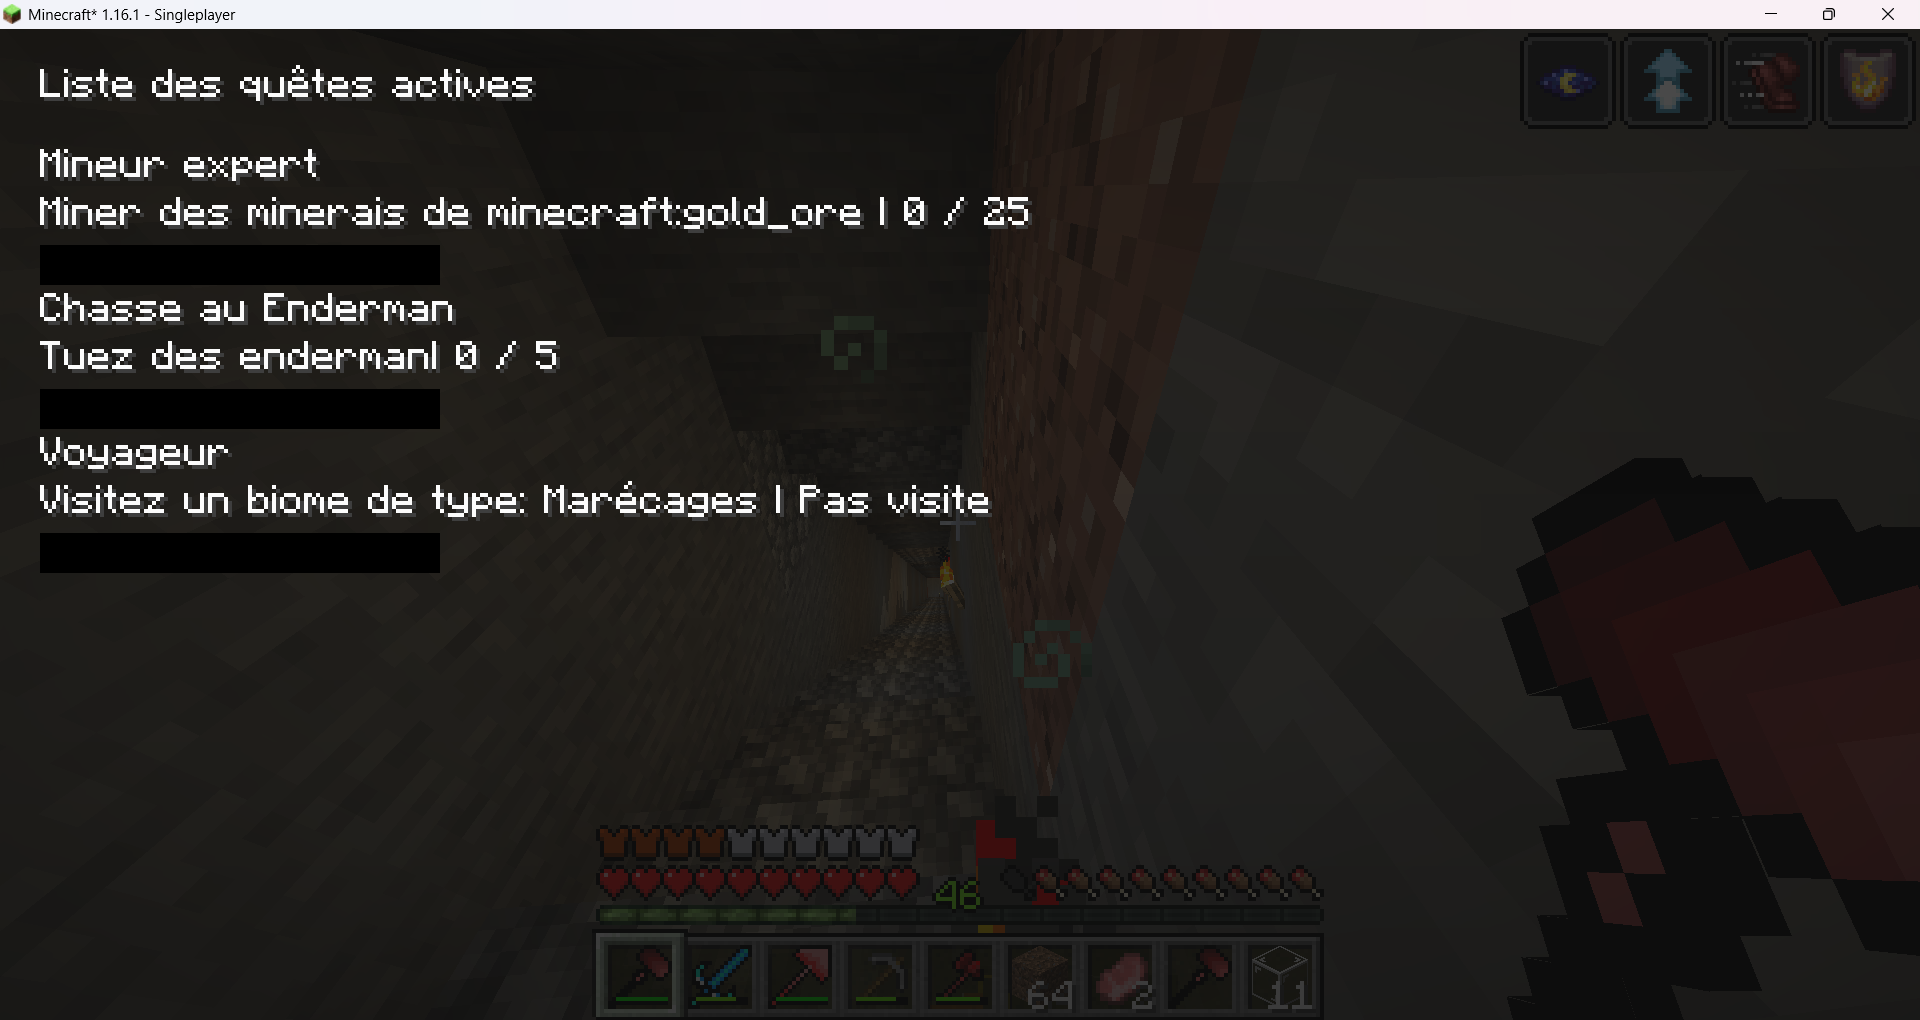 Minecraft* 1.16.1 - Singleplayer
Liste des quêtes actives
Mineur expert
Miner des minerais de minecraft:gold_ore | 0 / 25
Chasse au Enderman
Tuez des enderman| 0 / 5
Voyageur
Visitez un biome de type: Marécages | Pas visite
46
64 2 11